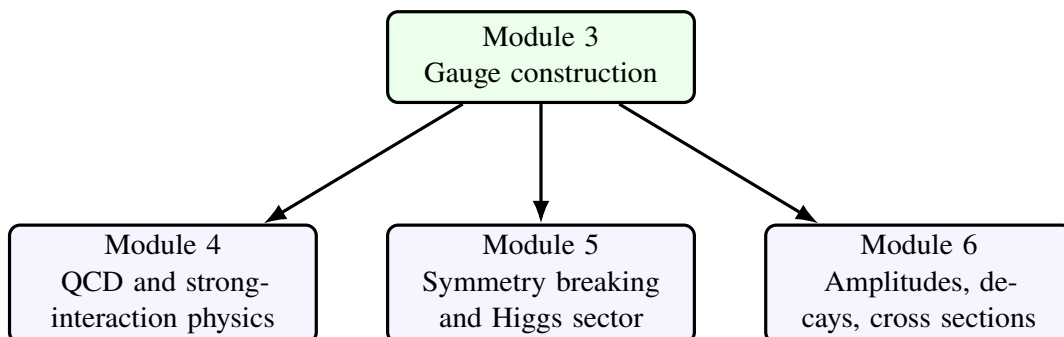 Module 3
Gauge construction
Module 4
QCD and strong-
interaction physics
Module 5
Symmetry breaking
and Higgs sector
Module 6
Amplitudes, de-
cays, cross sections